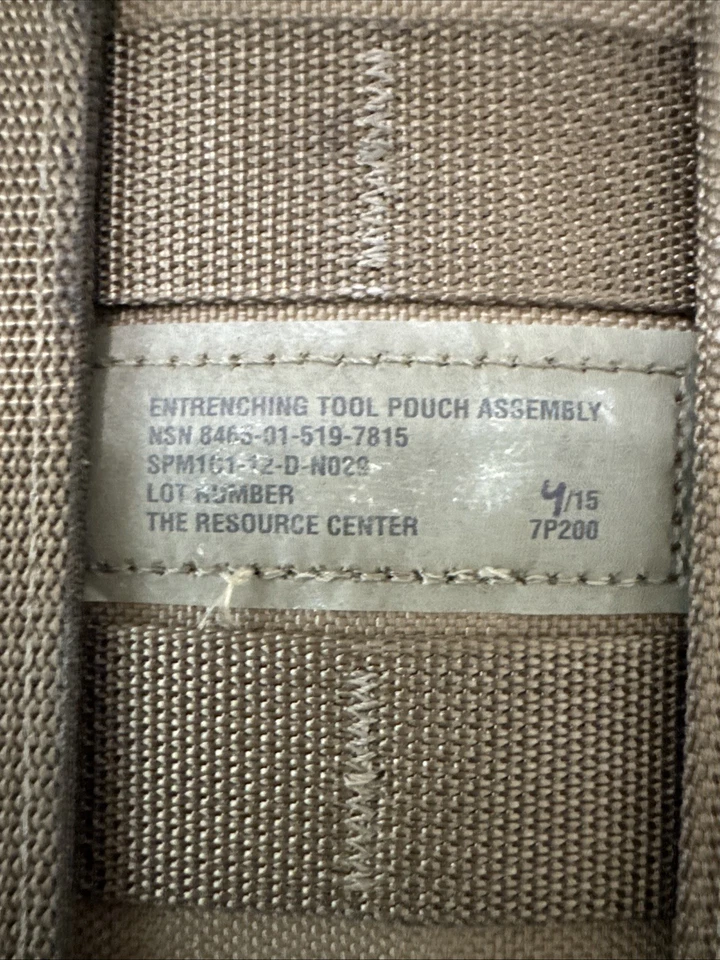 ENTRENCHING TOOL POUCH ASSEMBLY
NSN 8465-01-519-7815
SPM1C1-12-D-N029
LOT NUMBER 4/15
THE RESOURCE CENTER 7P200